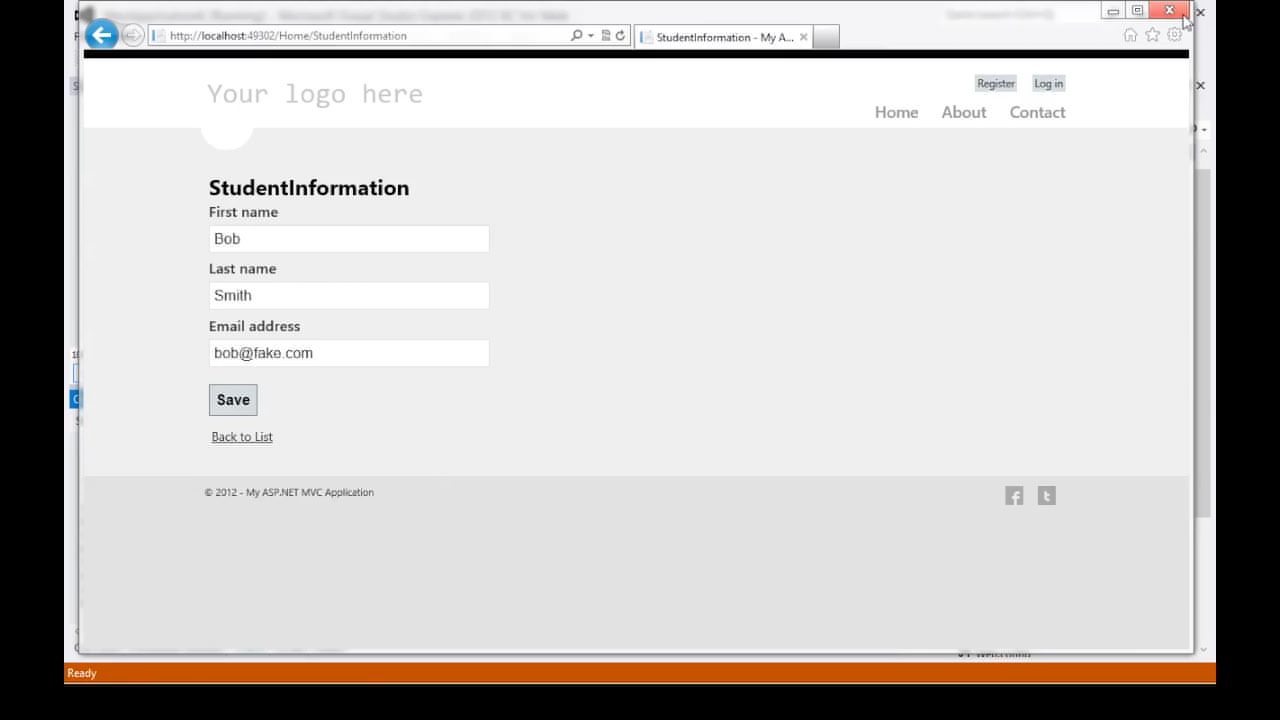 http://localhost:49302/Home/StudentInformation
StudentInformation - My A...
Your logo here
Register
Log in
Home
About
Contact
StudentInformation
First name
Bob
Last name
Smith
Email address
bob@fake.com
Save
Back to List
© 2012 - My ASP.NET MVC Application
Ready